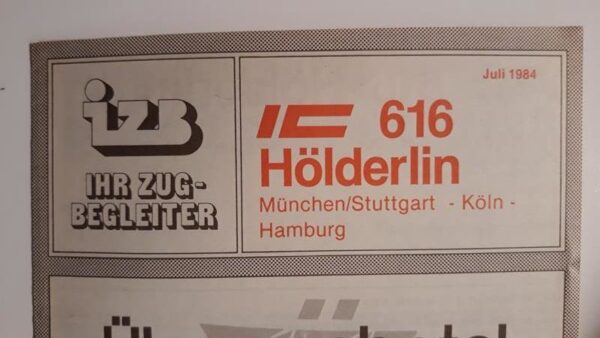 izb
IHR ZUG-
BEGLEITER
Juli 1984
IC 616
Hölderlin
München/Stuttgart - Köln -
Hamburg